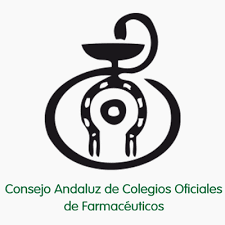 Consejo Andaluz de Colegios Oficiales
de Farmacéuticos